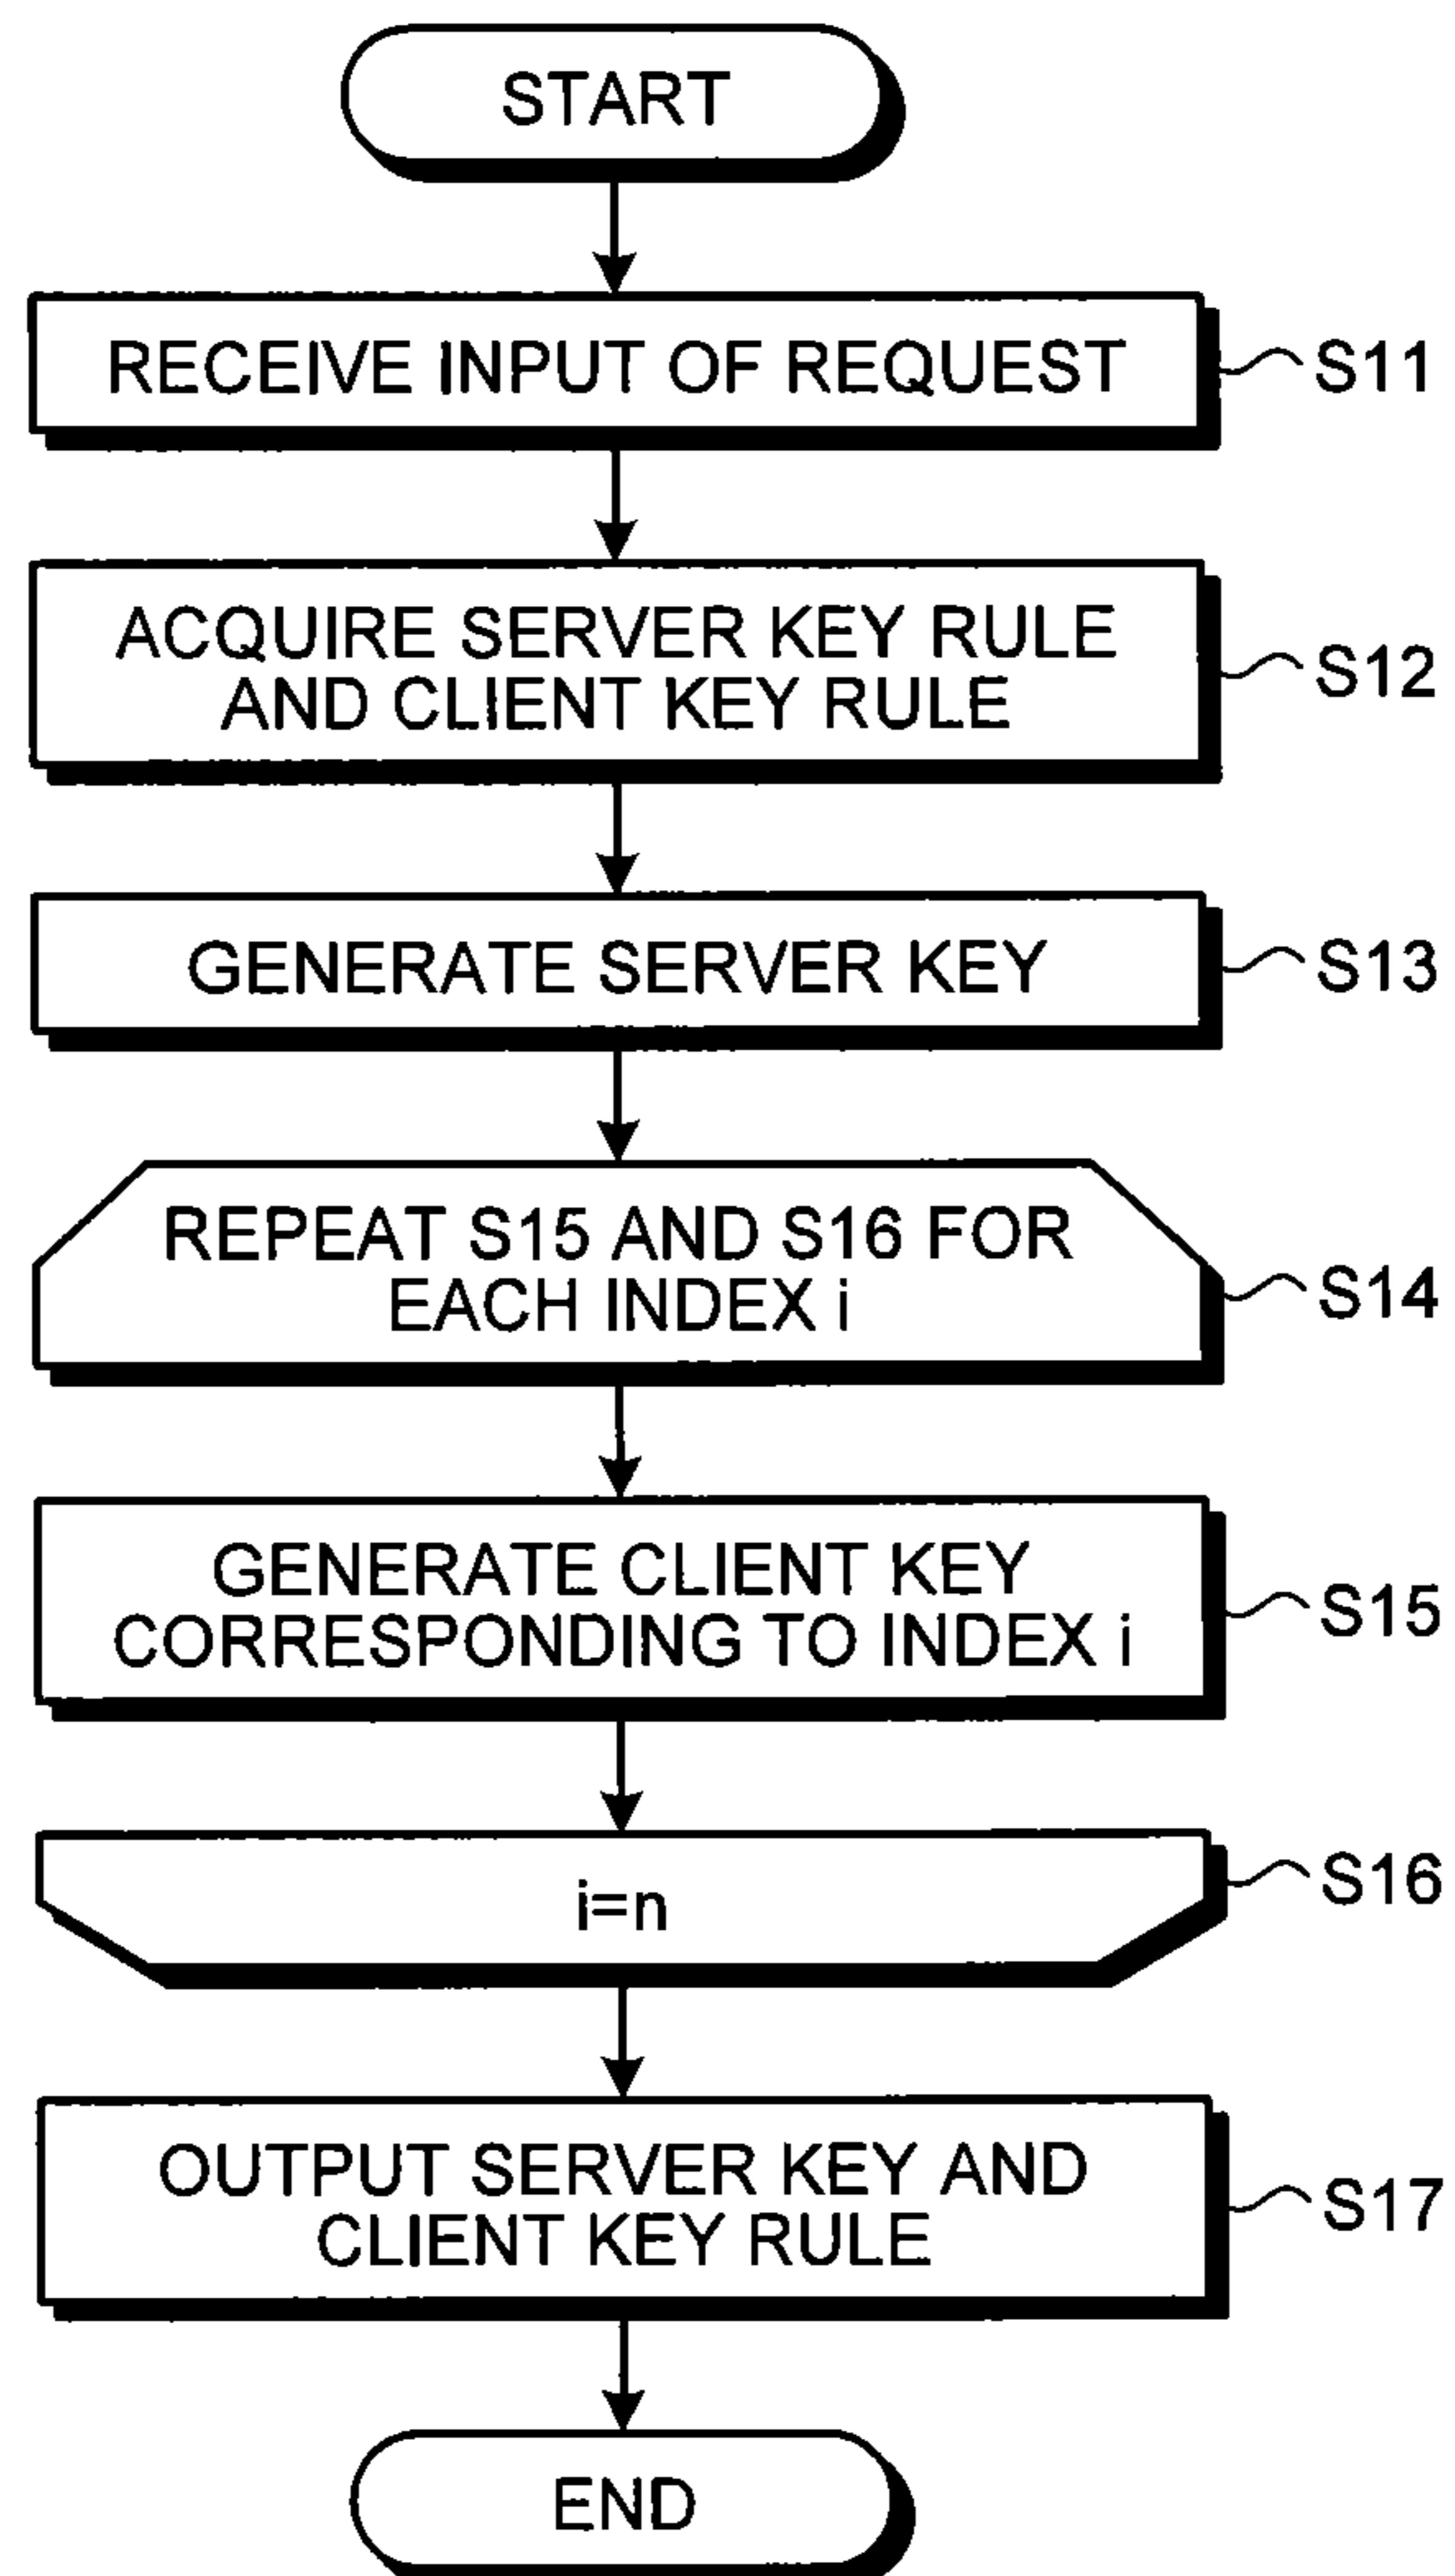 START
RECEIVE INPUT OF REQUEST
S11
ACQUIRE SERVER KEY RULE
AND CLIENT KEY RULE
S12
GENERATE SERVER KEY
S13
REPEAT S15 AND S16 FOR
EACH INDEX i
S14
GENERATE CLIENT KEY
CORRESPONDING TO INDEX i
S15
i=n
S16
OUTPUT SERVER KEY AND
CLIENT KEY RULE
S17
END